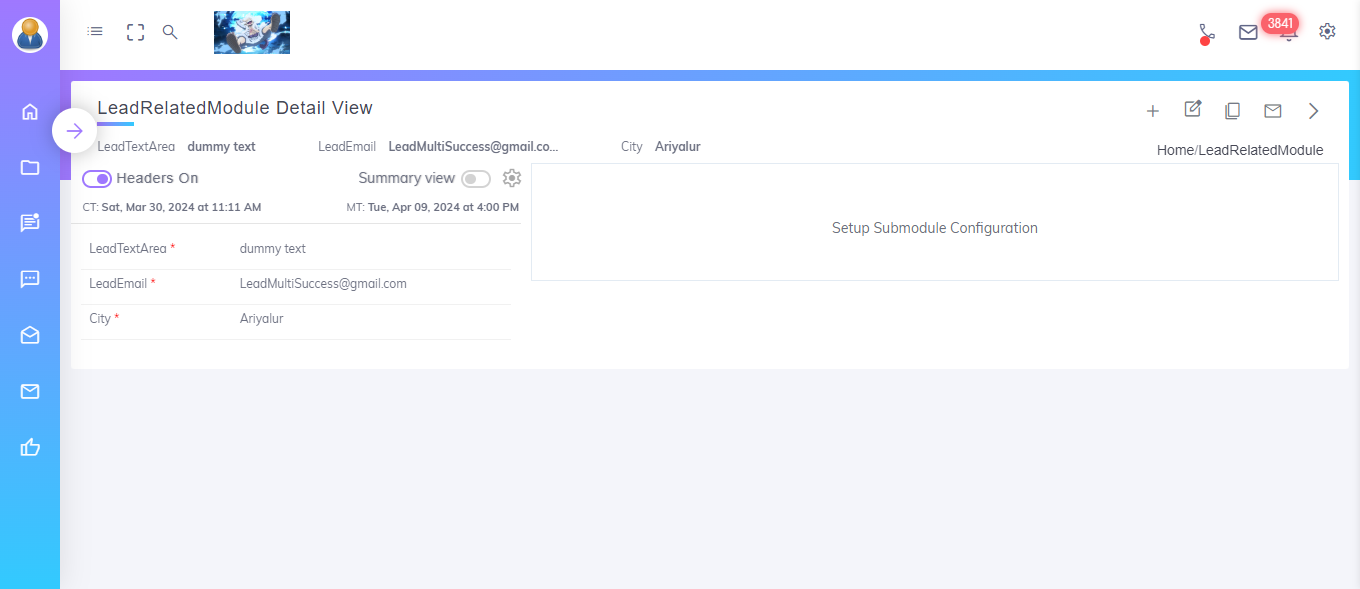 3841
LeadRelatedModule Detail View
LeadTextArea dummy text LeadEmail LeadMultiSuccess@gmail.co... City Ariyalur
Home/LeadRelatedModule
Headers On Summary view
CT: Sat, Mar 30, 2024 at 11:11 AM MT: Tue, Apr 09, 2024 at 4:00 PM
Setup Submodule Configuration
LeadTextArea * dummy text
LeadEmail * LeadMultiSuccess@gmail.com
City * Ariyalur